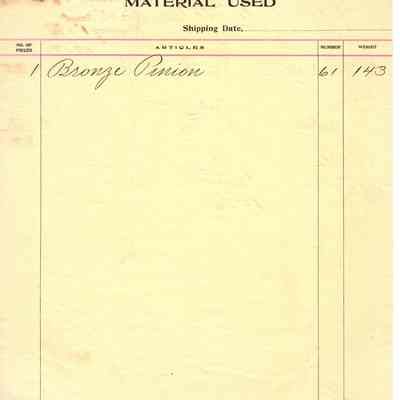 MATERIAL USED
Shipping Date,
NO. OF PIECES ARTICLES NUMBER WEIGHT
1 Bronze Pinion 61 143